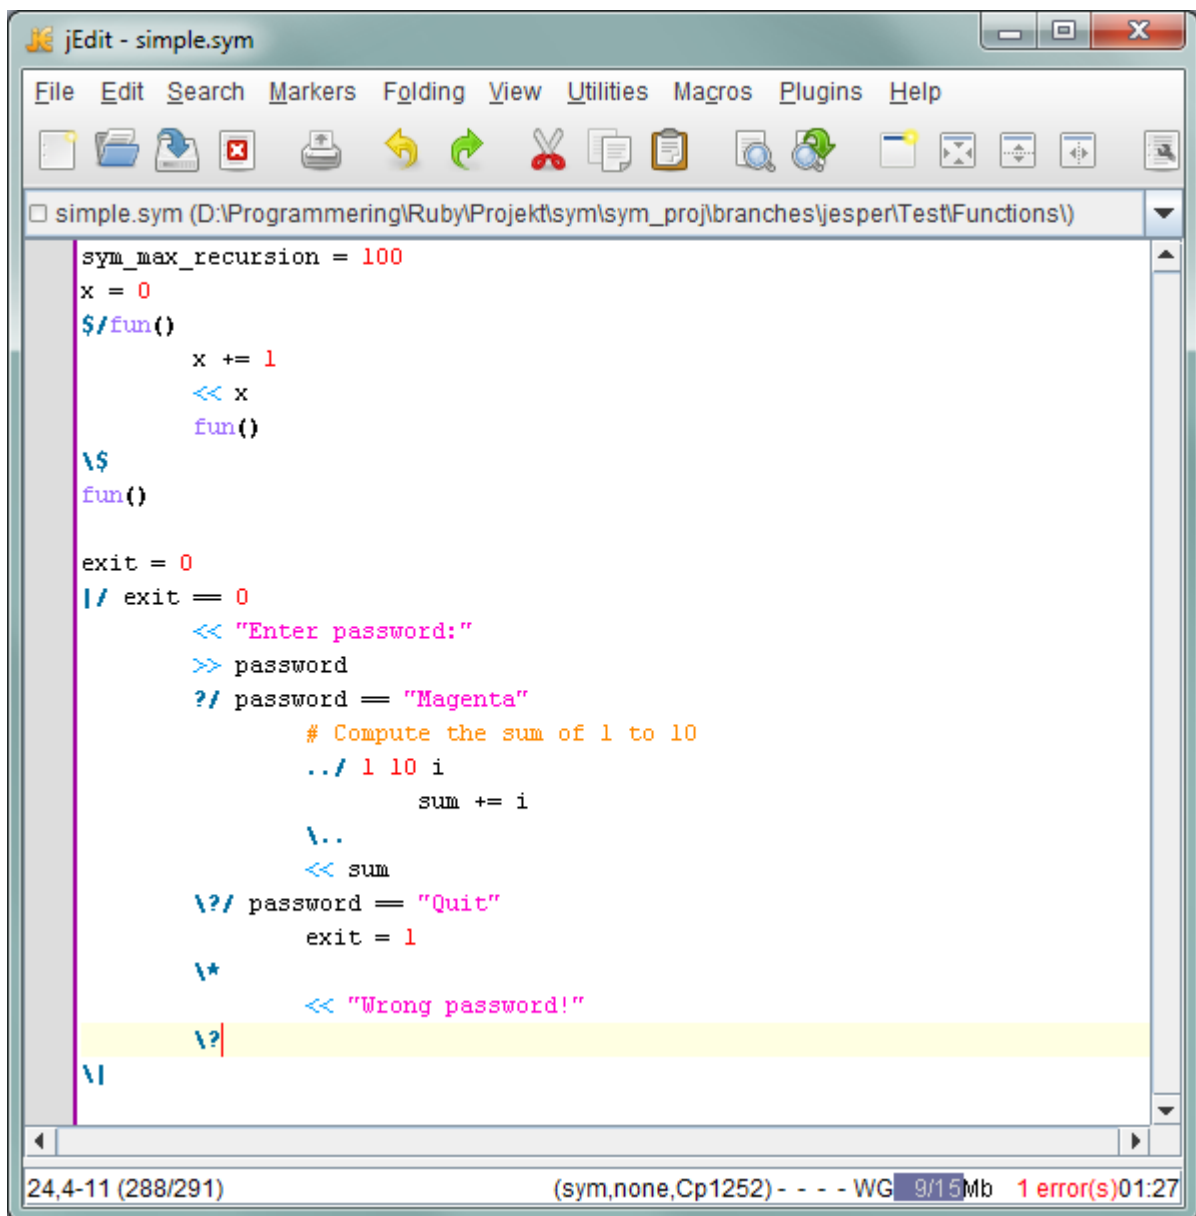 jEdit - simple.sym
File Edit Search Markers Folding View Utilities Macros Plugins Help
simple.sym (D:\Programmering\Ruby\Projekt\sym\sym_proj\branches\jesper\Test\Functions\)
sym_max_recursion = 100
x = 0
$/fun()
x += 1
<< x
fun()
\$
fun()
exit = 0
|/ exit == 0
<< "Enter password:"
>> password
?/ password == "Magenta"
# Compute the sum of 1 to 10
../ 1 10 i
sum += i
\..
<< sum
\?/ password == "Quit"
exit = 1
\*
<< "Wrong password!"
\?
\|
24,4-11 (288/291) (sym,none,Cp1252) - - - - WG 9/15Mb 1 error(s)01:27